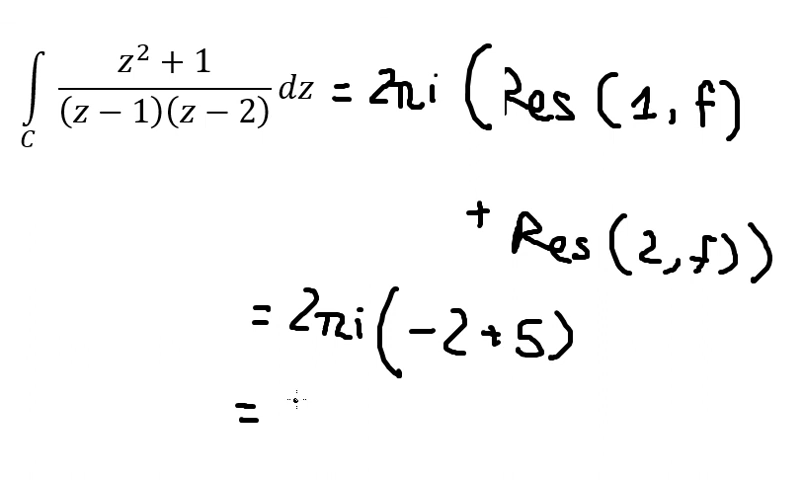 ∫_C (z² + 1)/((z − 1)(z − 2)) dz = 2πi (Res (1, f)
+ Res (2, f))
= 2πi (−2 + 5)
=